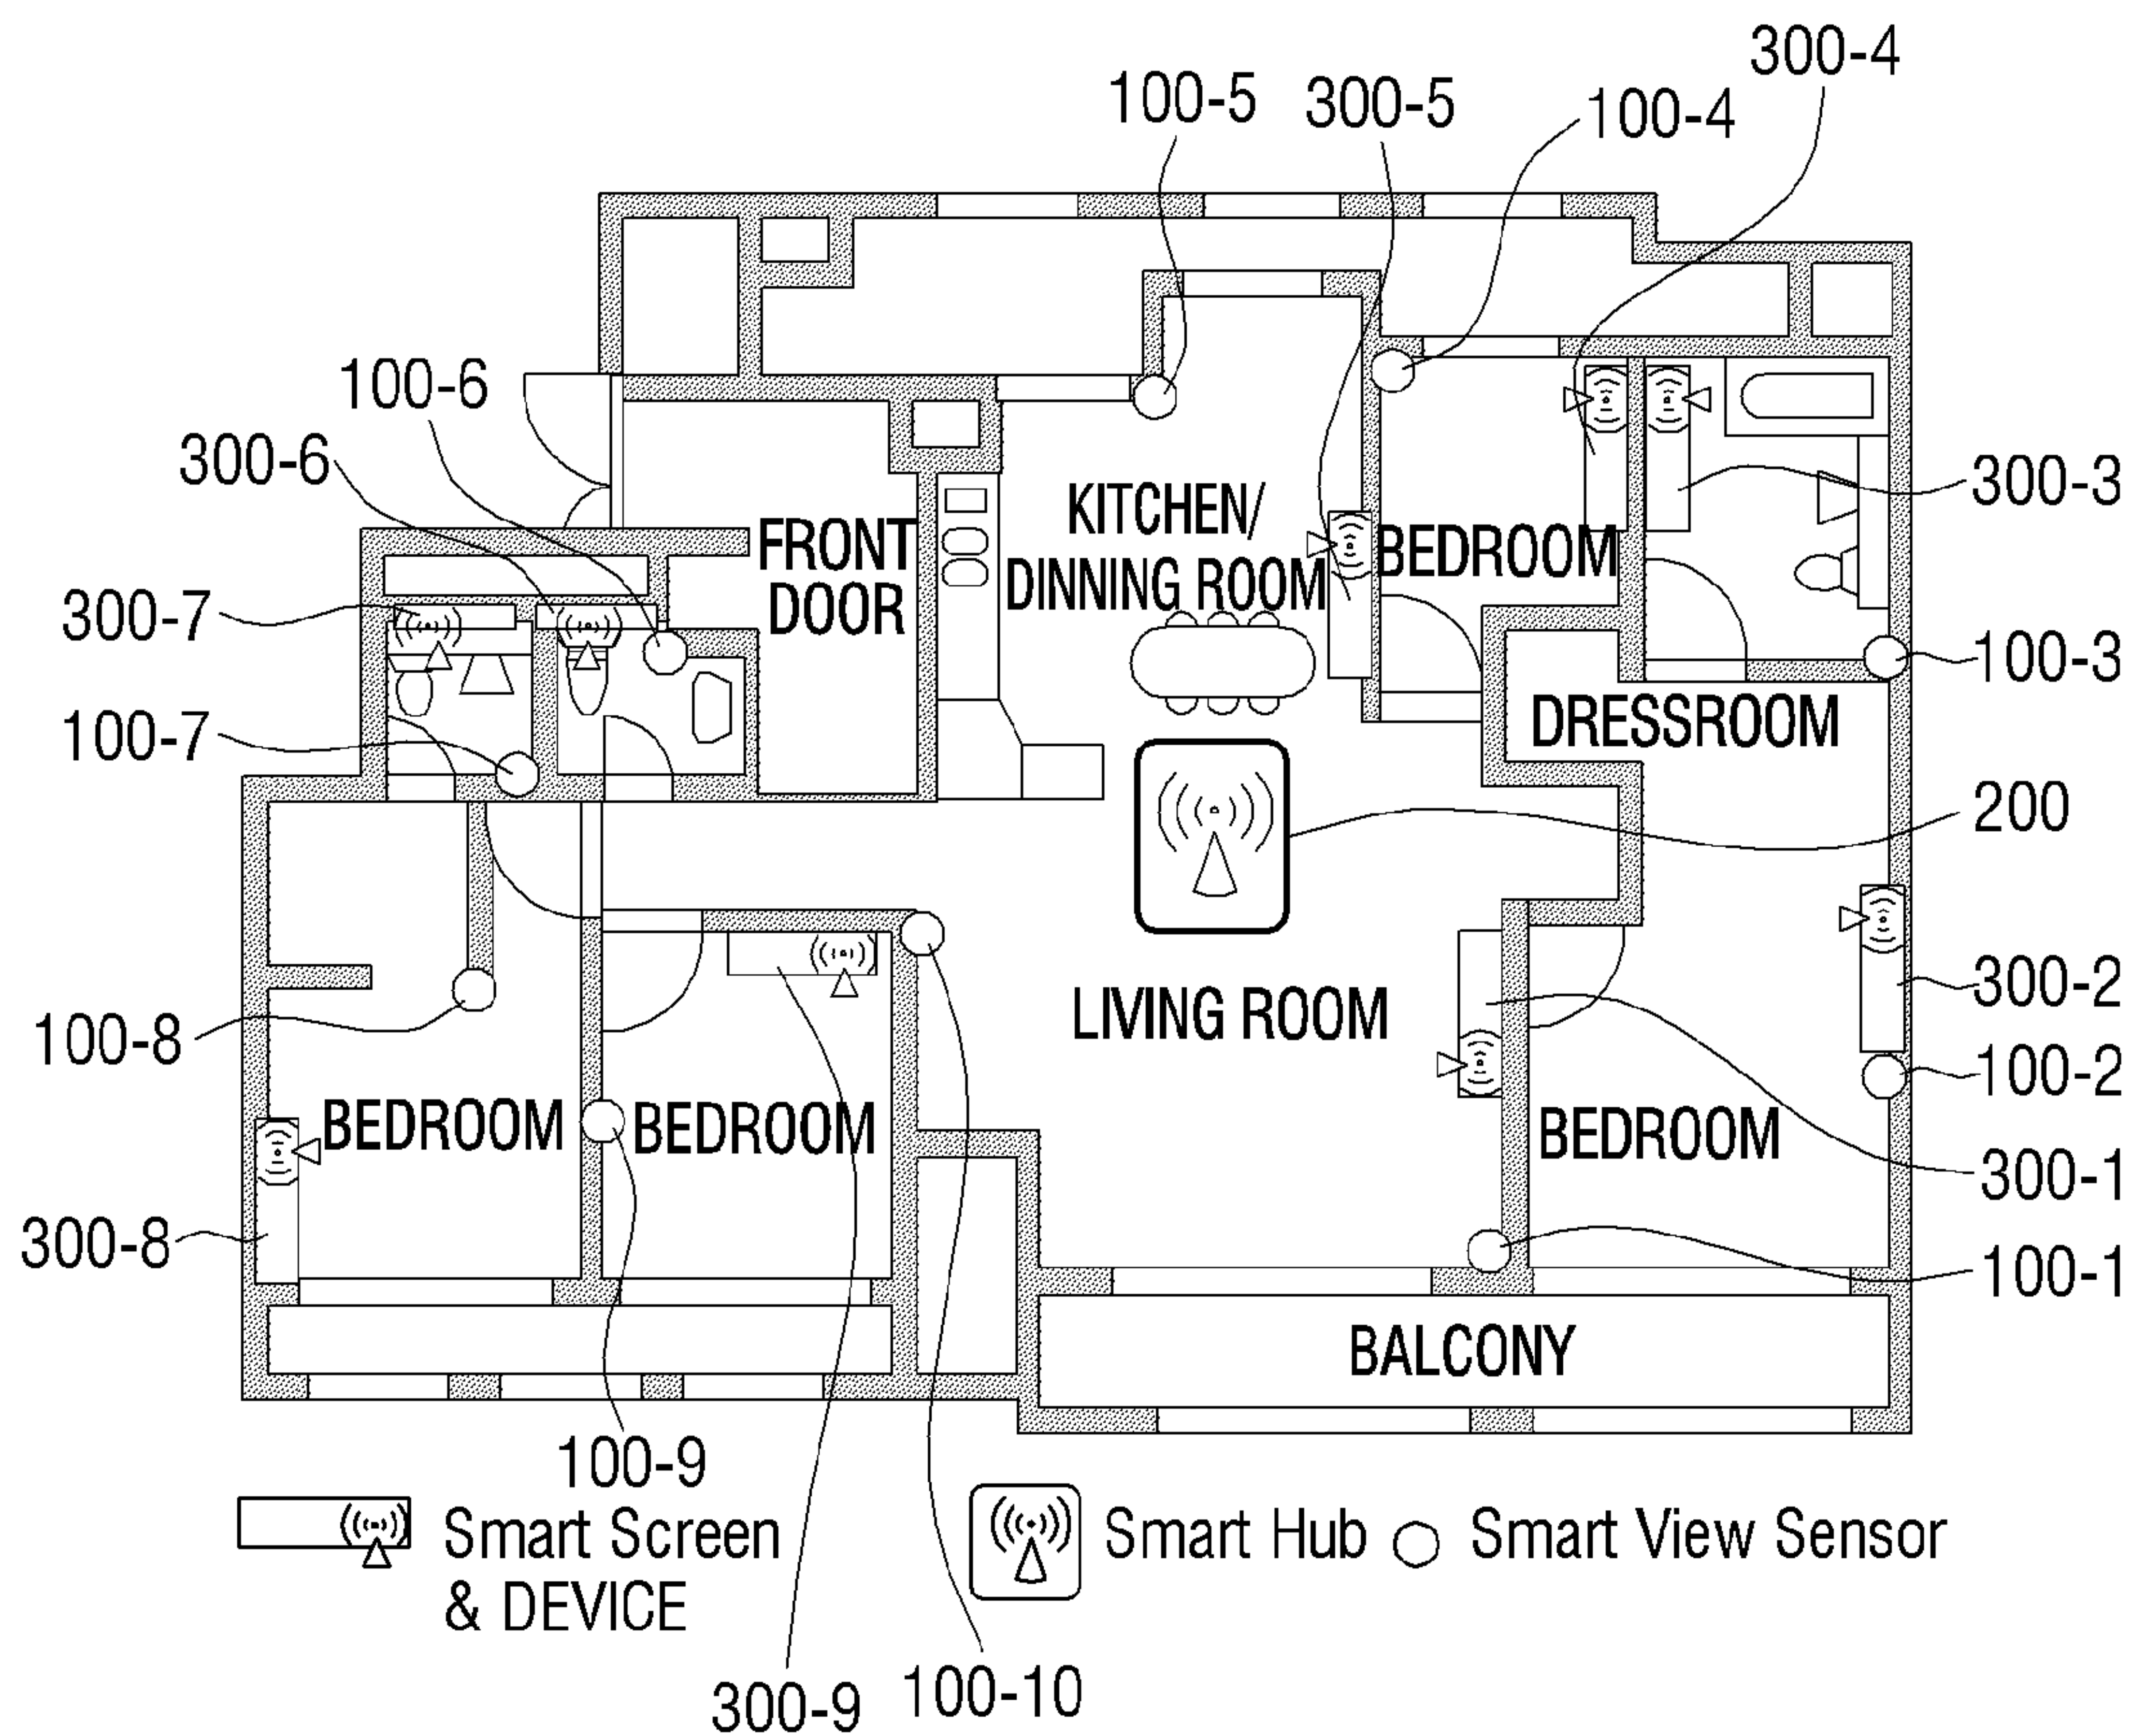 300-4
100-5
300-5
100-4
100-6
300-6
300-3
KITCHEN/
DINNING ROOM
FRONT
DOOR
BEDROOM
300-7
100-3
100-7
DRESSROOM
200
300-2
LIVING ROOM
100-8
100-2
BEDROOM
BEDROOM
BEDROOM
300-1
300-8
100-1
BALCONY
100-9
Smart Screen
& DEVICE
Smart Hub
Smart View Sensor
300-9
100-10